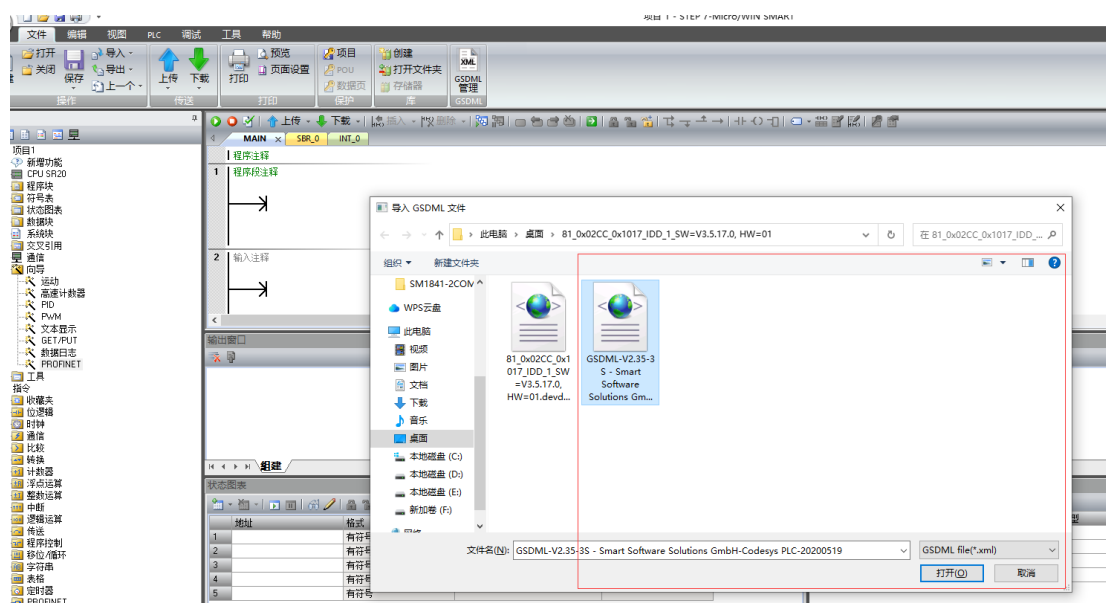 项目 1 - STEP 7-Micro/WIN SMART
文件 编辑 视图 PLC 调试 工具 帮助
打开 导入 预览 项目 创建
关闭 保存 导出 上传 下载 打印 页面设置 POU 打开文件夹 GSDML
上一个 数据页 存储器 管理
操作 传送 打印 保护 库 GSDML
上传 下载 插入 删除
MAIN × SBR_0 INT_0
程序注释
1 程序段注释
2 输入注释
项目1
新增功能
CPU SR20
程序块
符号表
状态图表
数据块
系统块
交叉引用
通信
向导
运动
高速计数器
PID
PWM
文本显示
GET/PUT
数据日志
PROFINET
工具
指令
收藏夹
位逻辑
时钟
通信
比较
转换
计数器
浮点运算
整数运算
中断
逻辑运算
传送
程序控制
移位/循环
字符串
表格
定时器
PROFINET
输出窗口
组建
状态图表
地址 格式
1 有符号
2 有符号
3 有符号
4 有符号
5 有符号
型
导入 GSDML 文件
此电脑 › 桌面 › 81_0x02CC_0x1017_IDD_1_SW=V3.5.17.0, HW=01
在 81_0x02CC_0x1017_IDD_...
组织 新建文件夹
SM1841-2COM
WPS云盘
此电脑
视频
图片
文档
下载
音乐
桌面
本地磁盘 (C:)
本地磁盘 (D:)
本地磁盘 (E:)
新加卷 (F:)
81_0x02CC_0x1
017_IDD_1_SW
=V3.5.17.0,
HW=01.devd...
GSDML-V2.35-3
S - Smart
Software
Solutions Gm...
文件名(N): GSDML-V2.35-3S - Smart Software Solutions GmbH-Codesys PLC-20200519
GSDML file(*.xml)
打开(O) 取消